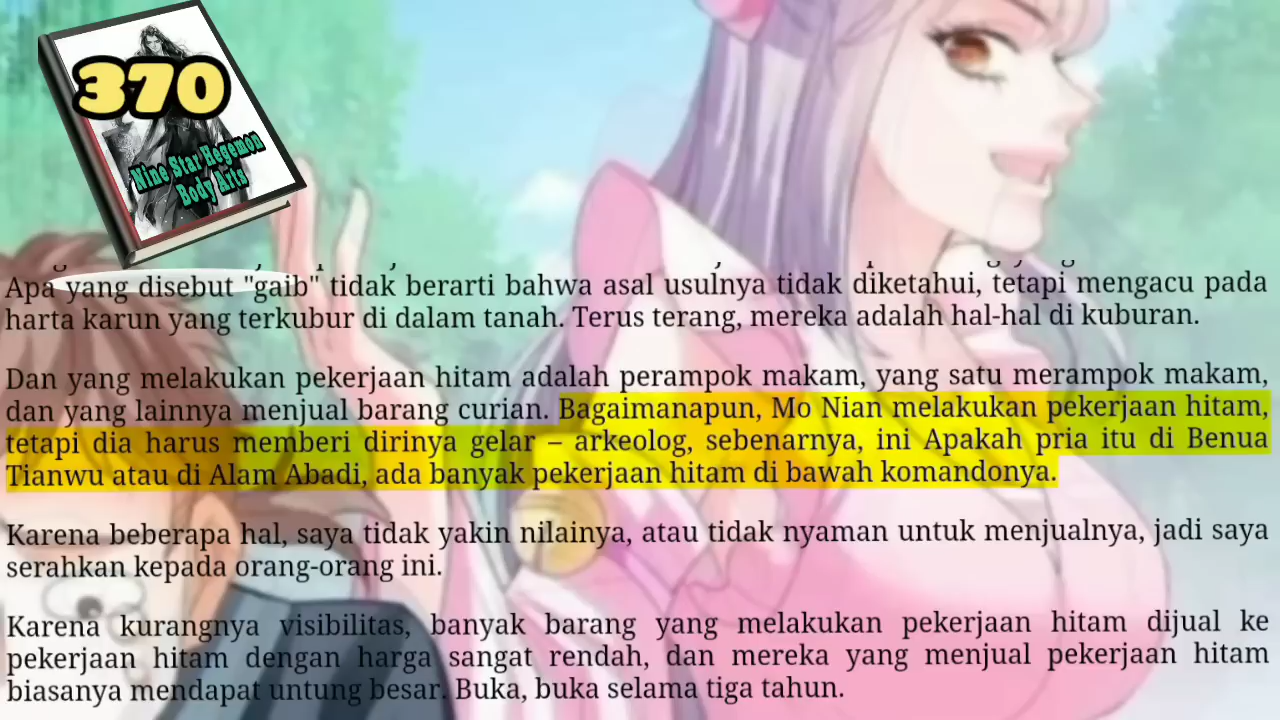 370
Nine Star Hegemon
Body Arts
Apa yang disebut "gaib" tidak berarti bahwa asal usulnya tidak diketahui, tetapi mengacu pada
harta karun yang terkubur di dalam tanah. Terus terang, mereka adalah hal-hal di kuburan.
Dan yang melakukan pekerjaan hitam adalah perampok makam, yang satu merampok makam,
dan yang lainnya menjual barang curian. Bagaimanapun, Mo Nian melakukan pekerjaan hitam,
tetapi dia harus memberi dirinya gelar – arkeolog, sebenarnya, ini Apakah pria itu di Benua
Tianwu atau di Alam Abadi, ada banyak pekerjaan hitam di bawah komandonya.
Karena beberapa hal, saya tidak yakin nilainya, atau tidak nyaman untuk menjualnya, jadi saya
serahkan kepada orang-orang ini.
Karena kurangnya visibilitas, banyak barang yang melakukan pekerjaan hitam dijual ke
pekerjaan hitam dengan harga sangat rendah, dan mereka yang menjual pekerjaan hitam
biasanya mendapat untung besar. Buka, buka selama tiga tahun.